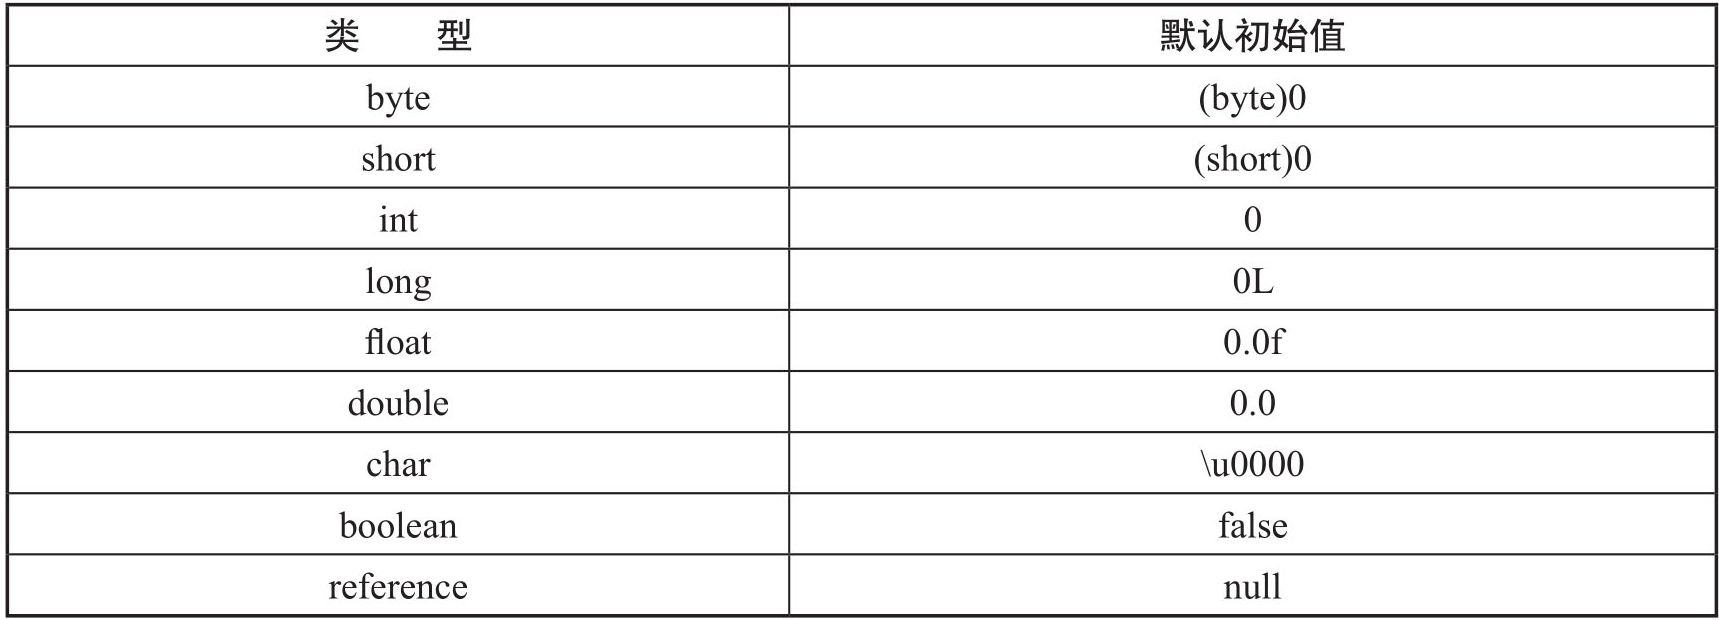 类 型 默认初始值
byte (byte)0
short (short)0
int 0
long 0L
float 0.0f
double 0.0
char \u0000
boolean false
reference null